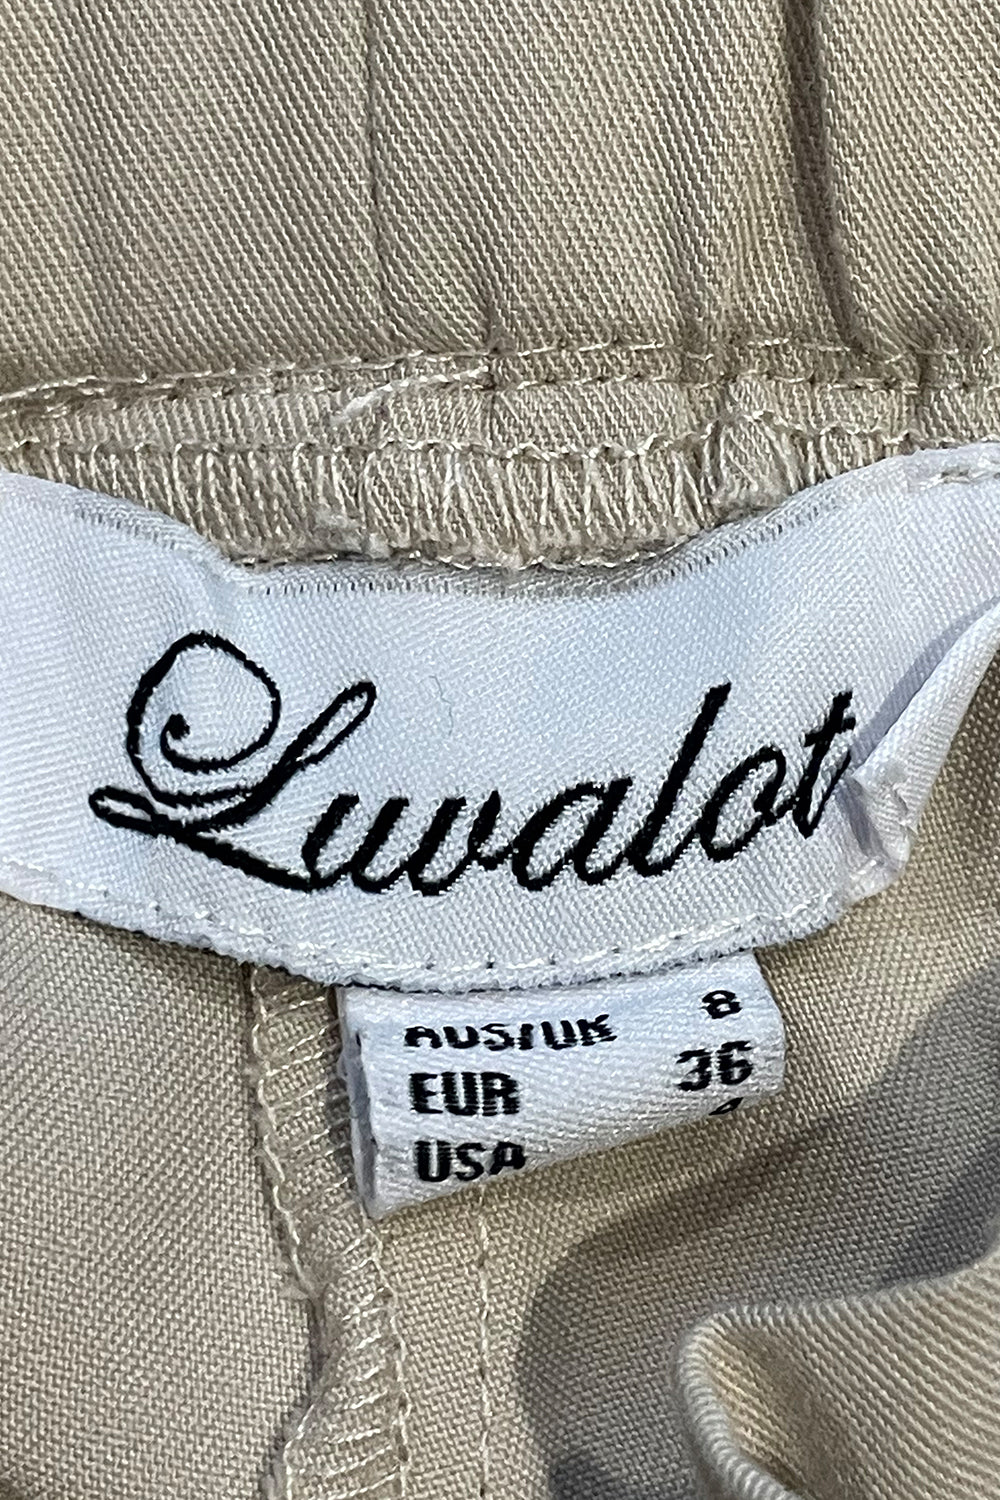 Luvalot
AUS/UK 8
EUR 36
USA